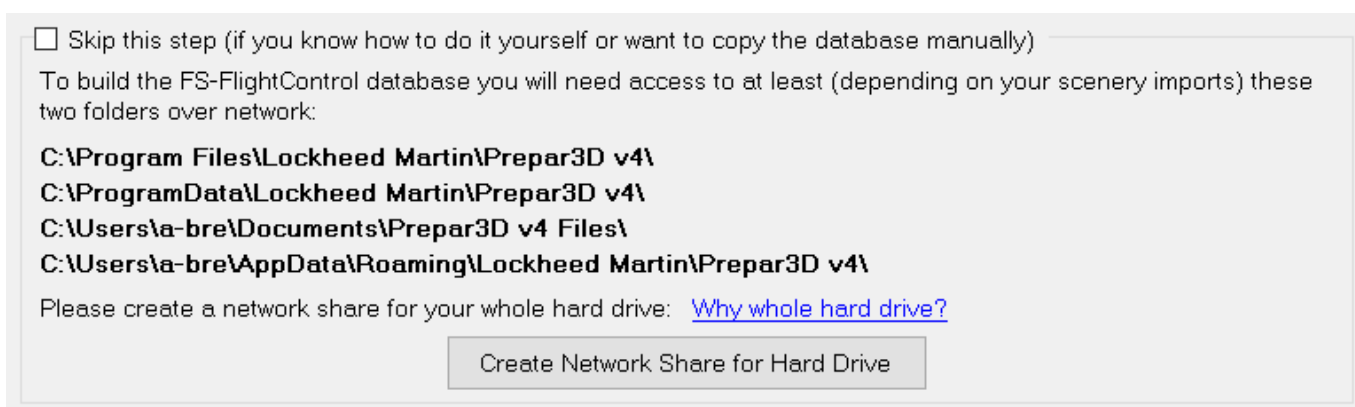 Skip this step (if you know how to do it yourself or want to copy the database manually)
To build the FS-FlightControl database you will need access to at least (depending on your scenery imports) these
two folders over network:
C:\Program Files\Lockheed Martin\Prepar3D v4\
C:\ProgramData\Lockheed Martin\Prepar3D v4\
C:\Users\a-bre\Documents\Prepar3D v4 Files\
C:\Users\a-bre\AppData\Roaming\Lockheed Martin\Prepar3D v4\
Please create a network share for your whole hard drive: Why whole hard drive?
Create Network Share for Hard Drive